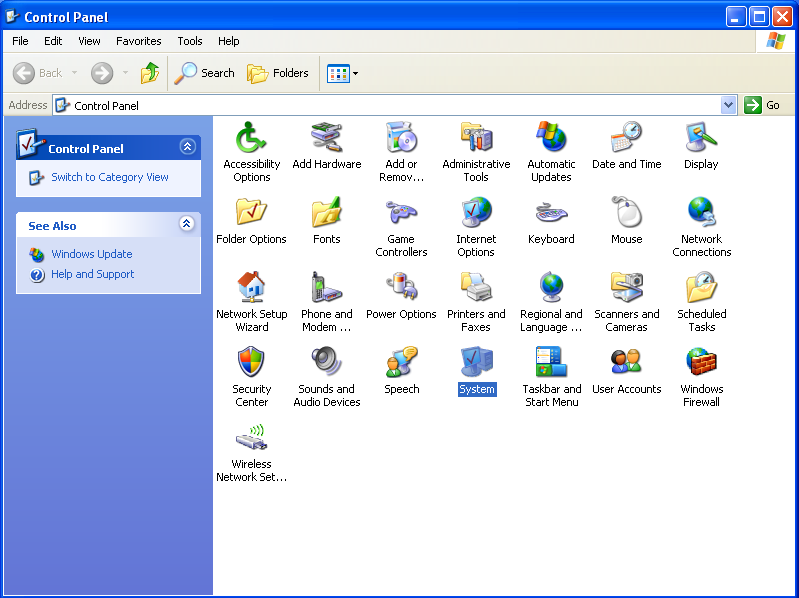 Control Panel
File Edit View Favorites Tools Help
Back Search Folders
Address Control Panel Go
Control Panel
Switch to Category View
See Also
Windows Update
Help and Support
Accessibility Options
Add Hardware
Add or Remov...
Administrative Tools
Automatic Updates
Date and Time
Display
Folder Options
Fonts
Game Controllers
Internet Options
Keyboard
Mouse
Network Connections
Network Setup Wizard
Phone and Modem ...
Power Options
Printers and Faxes
Regional and Language ...
Scanners and Cameras
Scheduled Tasks
Security Center
Sounds and Audio Devices
Speech
System
Taskbar and Start Menu
User Accounts
Windows Firewall
Wireless Network Set...